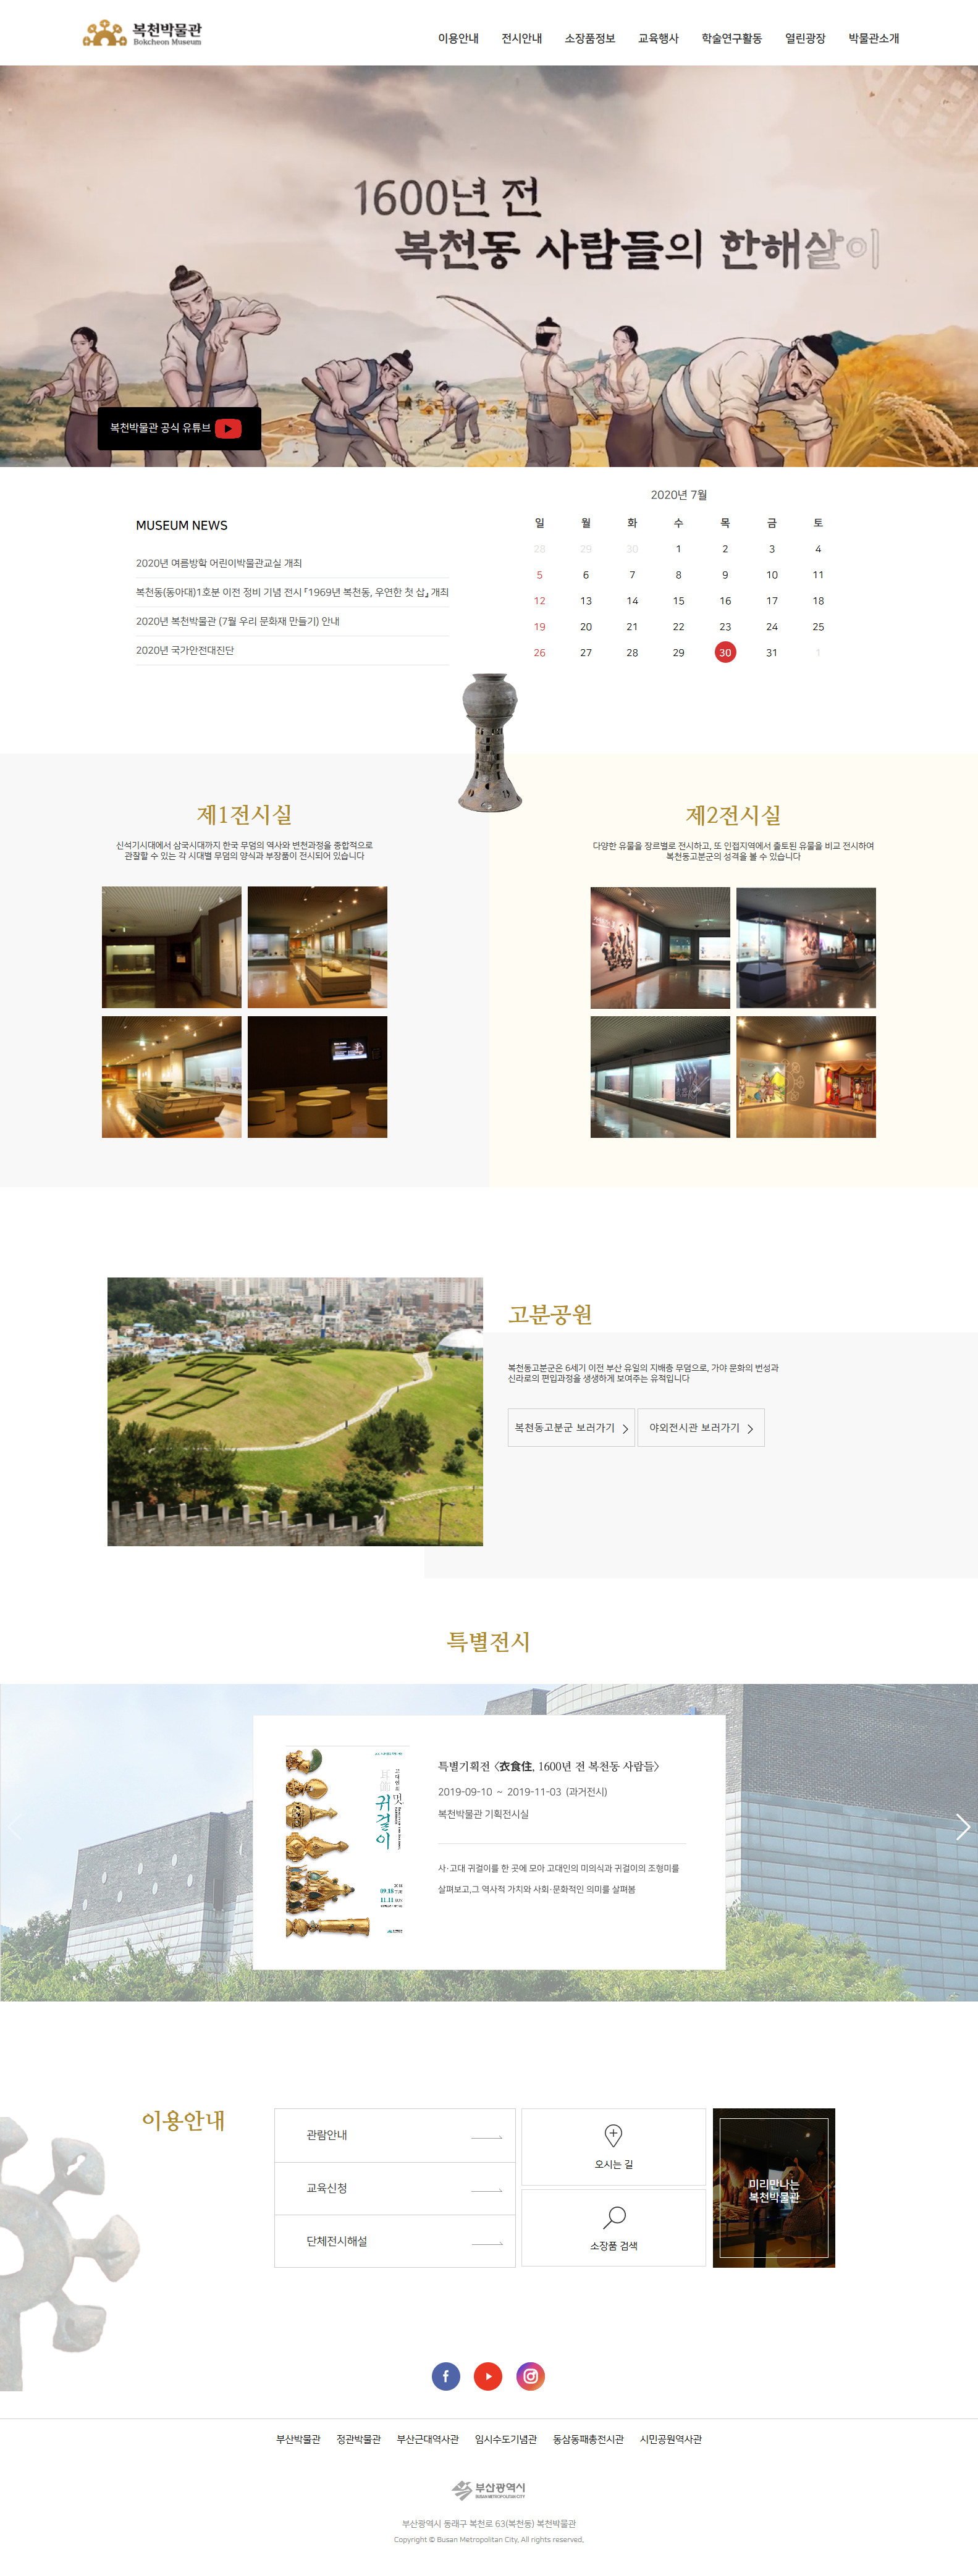 복천박물관
Bokcheon Museum
이용안내 전시안내 소장품정보 교육행사 학술연구활동 열린광장 박물관소개
1600년 전
복천동 사람들의 한해살이
복천박물관 공식 유튜브
MUSEUM NEWS
2020년 여름방학 어린이박물관교실 개최
복천동(동아대)1호분 이전 정비 기념 전시 『1969년 복천동, 우연한 첫 삽』 개최
2020년 복천박물관 (7월 우리 문화재 만들기) 안내
2020년 국가안전대진단
2020년 7월
일 월 화 수 목 금 토
28 29 30 1 2 3 4
5 6 7 8 9 10 11
12 13 14 15 16 17 18
19 20 21 22 23 24 25
26 27 28 29 30 31 1
제1전시실
신석기시대에서 삼국시대까지 한국 무덤의 역사와 변천과정을 종합적으로
관찰할 수 있는 각 시대별 무덤의 양식과 부장품이 전시되어 있습니다
제2전시실
다양한 유물을 장르별로 전시하고, 또 인접지역에서 출토된 유물을 비교 전시하여
복천동고분군의 성격을 볼 수 있습니다
고분공원
복천동고분군은 6세기 이전 부산 유일의 지배층 무덤으로, 가야 문화의 번성과
신라로의 편입과정을 생생하게 보여주는 유적입니다
복천동고분군 보러가기
야외전시관 보러가기
특별전시
귀걸이
특별기획전 <衣食住, 1600년 전 복천동 사람들>
2019-09-10 ~ 2019-11-03 (과거전시)
복천박물관 기획전시실
사·고대 귀걸이를 한 곳에 모아 고대인의 미의식과 귀걸이의 조형미를
살펴보고,그 역사적 가치와 사회·문화적인 의미를 살펴봄
이용안내
관람안내
교육신청
단체전시해설
오시는 길
소장품 검색
미리만나는
복천박물관
부산박물관 정관박물관 부산근대역사관 임시수도기념관 동삼동패총전시관 시민공원역사관
부산광역시
BUSAN METROPOLITAN CITY
부산광역시 동래구 복천로 63(복천동) 복천박물관
Copyright © Busan Metropolitan City, All rights reserved,